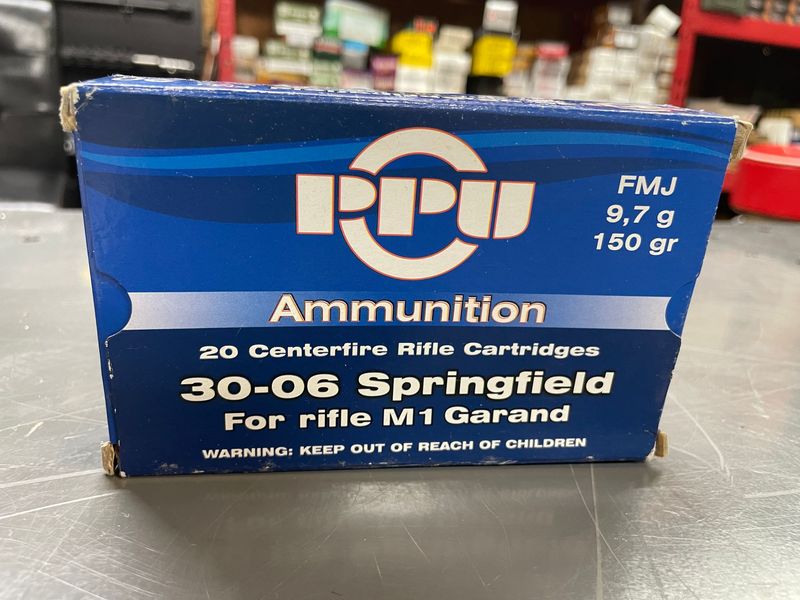 PPU
FMJ
9,7 g
150 gr
Ammunition
20 Centerfire Rifle Cartridges
30-06 Springfield
For rifle M1 Garand
WARNING: KEEP OUT OF REACH OF CHILDREN